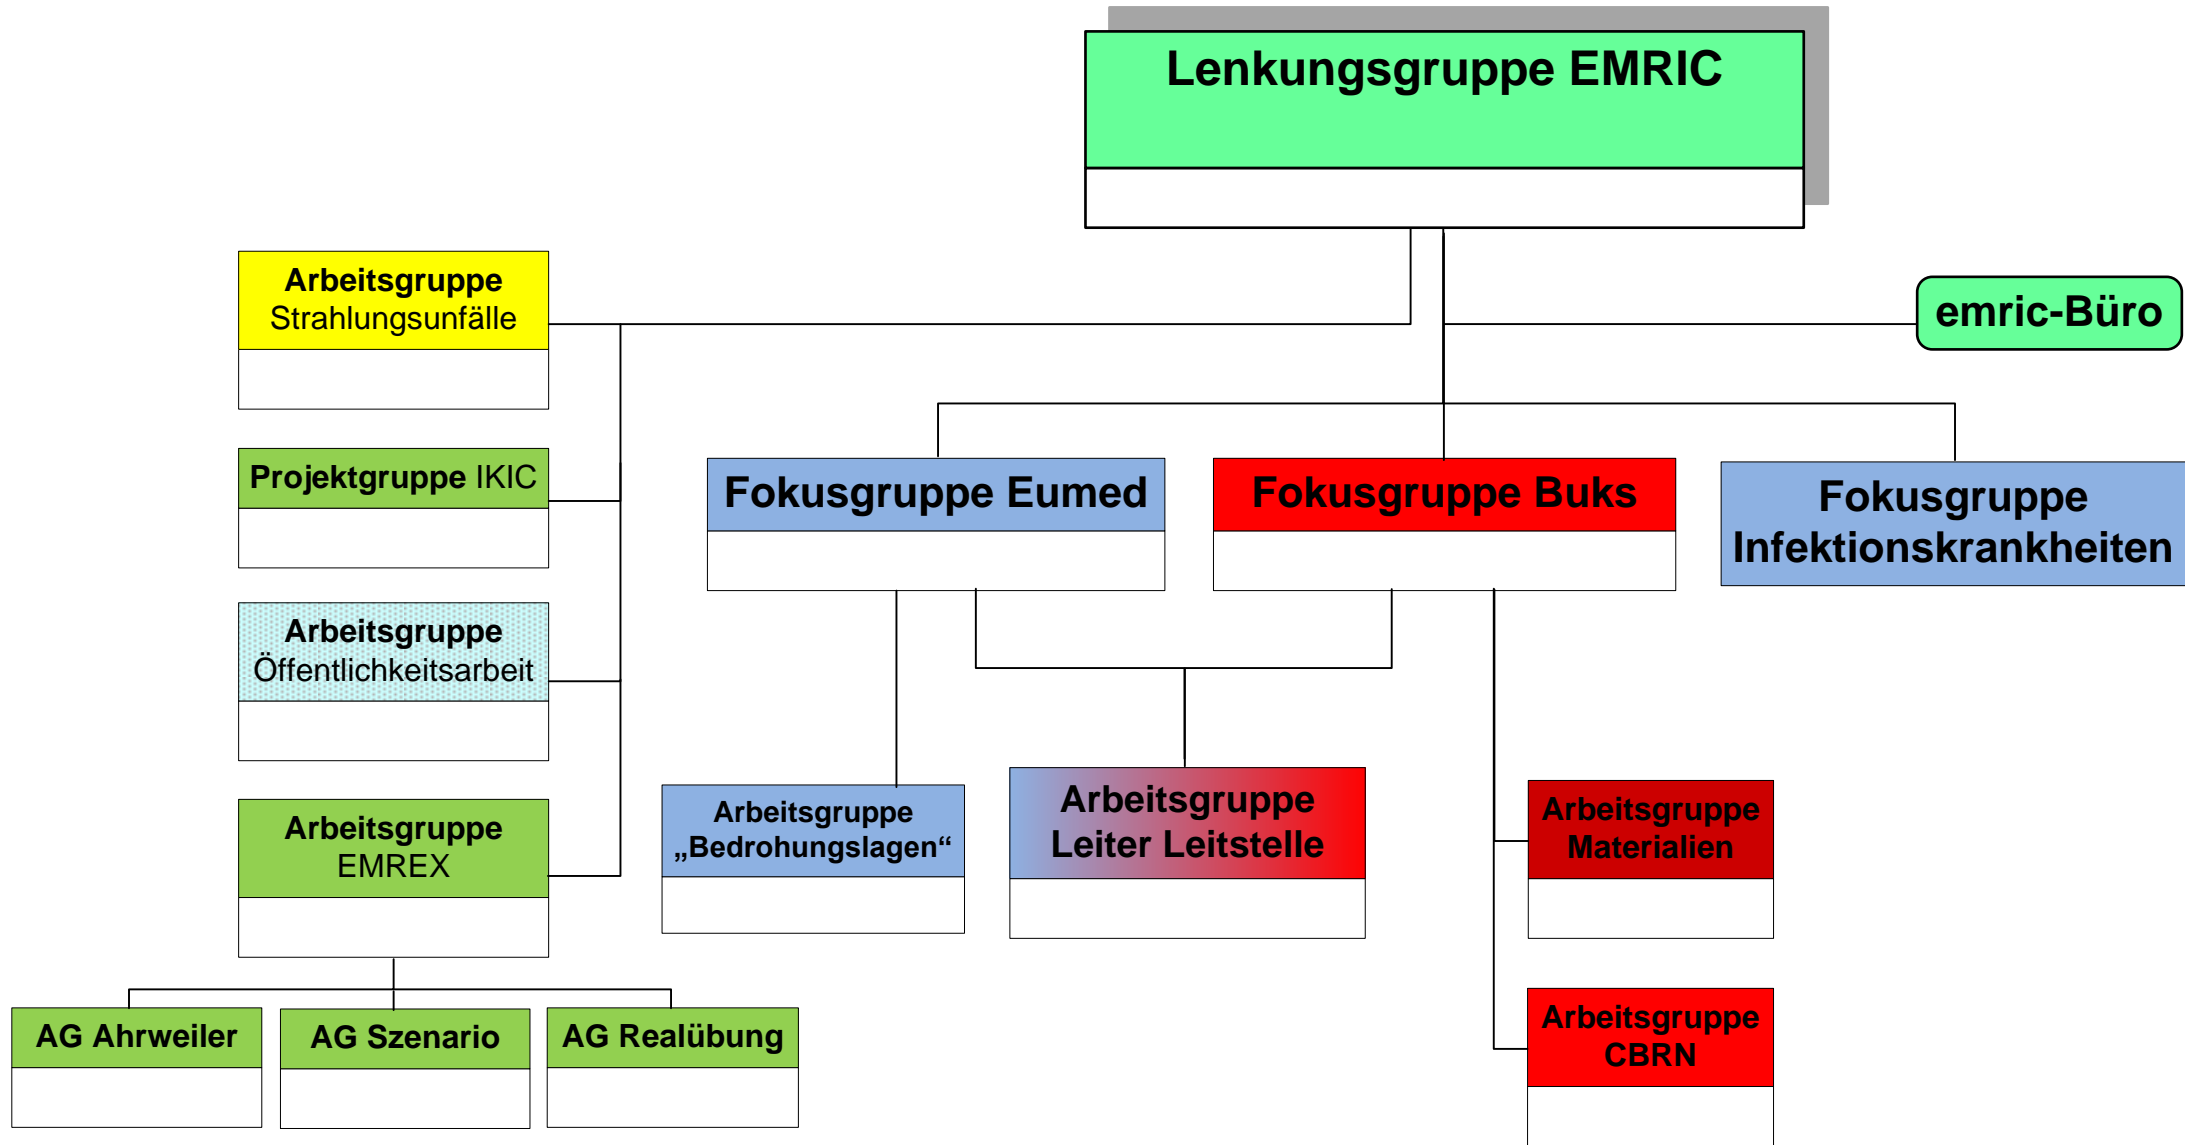 Lenkungsgruppe EMRIC
Arbeitsgruppe
Strahlungsunfälle
emric-Büro
Projektgruppe IKIC
Fokusgruppe Eumed
Fokusgruppe Buks
Fokusgruppe
Infektionskrankheiten
Arbeitsgruppe
Öffentlichkeitsarbeit
Arbeitsgruppe
EMREX
Arbeitsgruppe
„Bedrohungslagen“
Arbeitsgruppe
Leiter Leitstelle
Arbeitsgruppe
Materialien
AG Ahrweiler
AG Szenario
AG Realübung
Arbeitsgruppe
CBRN